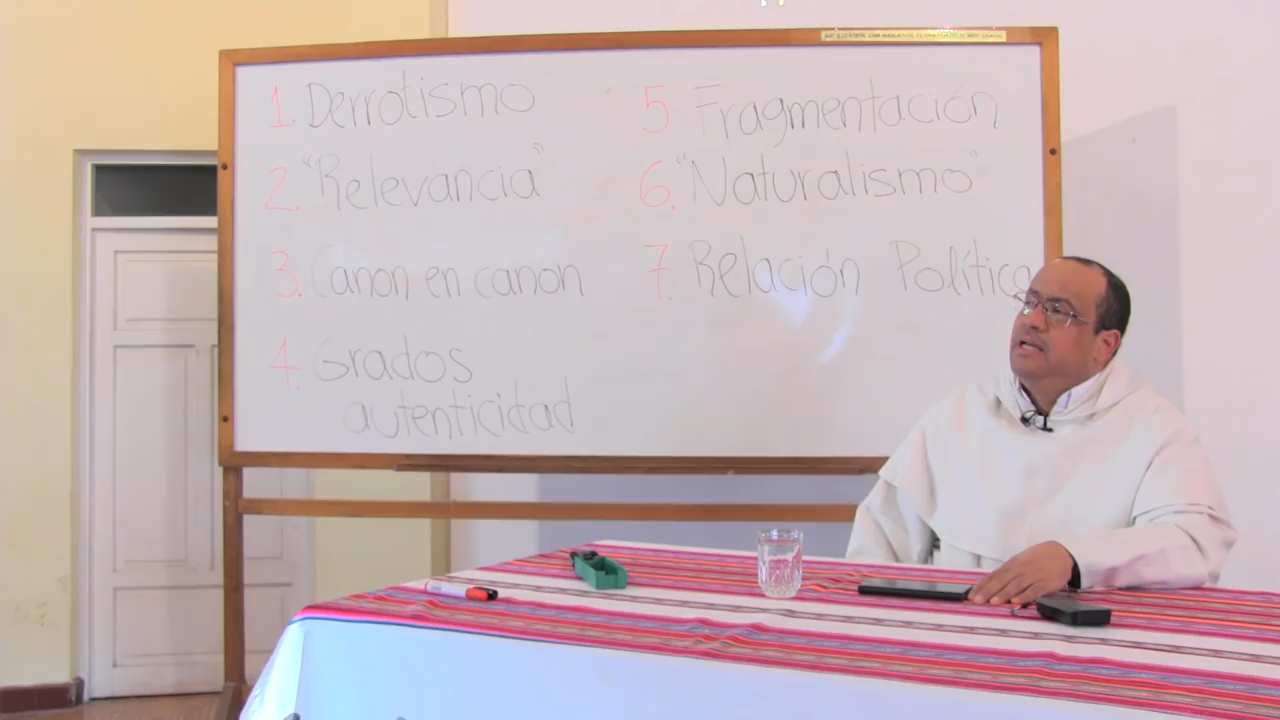 1. Derrotismo
2. "Relevancia"
3. Canon en canon
4. Grados
autenticidad
5 Fragmentación
6. "Naturalismo"
7. Relación Política